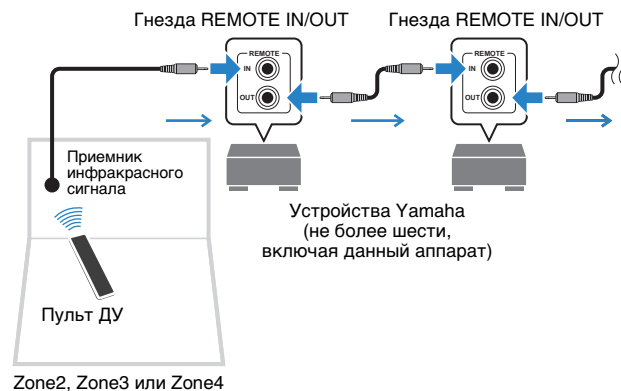 Гнезда REMOTE IN/OUT
Гнезда REMOTE IN/OUT
REMOTE
IN
OUT
REMOTE
IN
OUT
Приемник
инфракрасного
сигнала
Устройства Yamaha
(не более шести,
включая данный аппарат)
Пульт ДУ
Zone2, Zone3 или Zone4